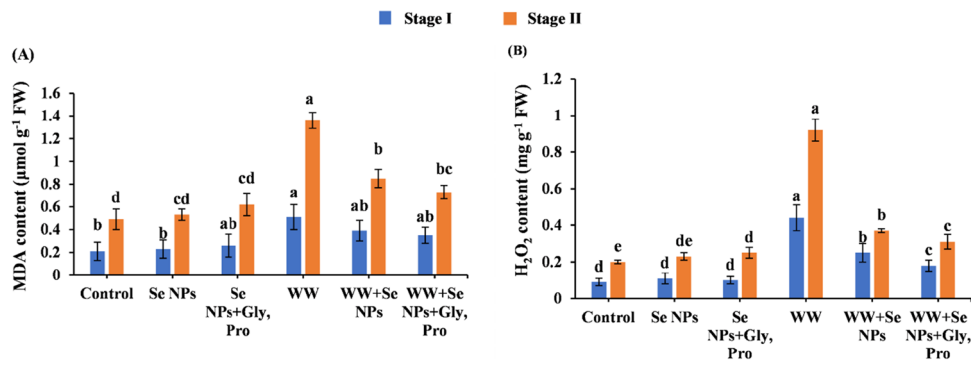 Stage I
Stage II
(A)
MDA content (µmol g-1 FW)
1.6
1.4
1.2
1
0.8
0.6
0.4
0.2
0
b
d
b
cd
ab
cd
a
a
ab
b
ab
bc
Control
Se NPs
Se
NPs+Gly,
Pro
WW
WW+Se
NPs
WW+Se
NPs+Gly,
Pro
(B)
H2O2 content (mg g-1 FW)
1.2
1
0.8
0.6
0.4
0.2
0
d
e
d
de
d
d
a
a
b
b
c
c
Control
Se NPs
Se
NPs+Gly,
Pro
WW
WW+Se
NPs
WW+Se
NPs+Gly,
Pro